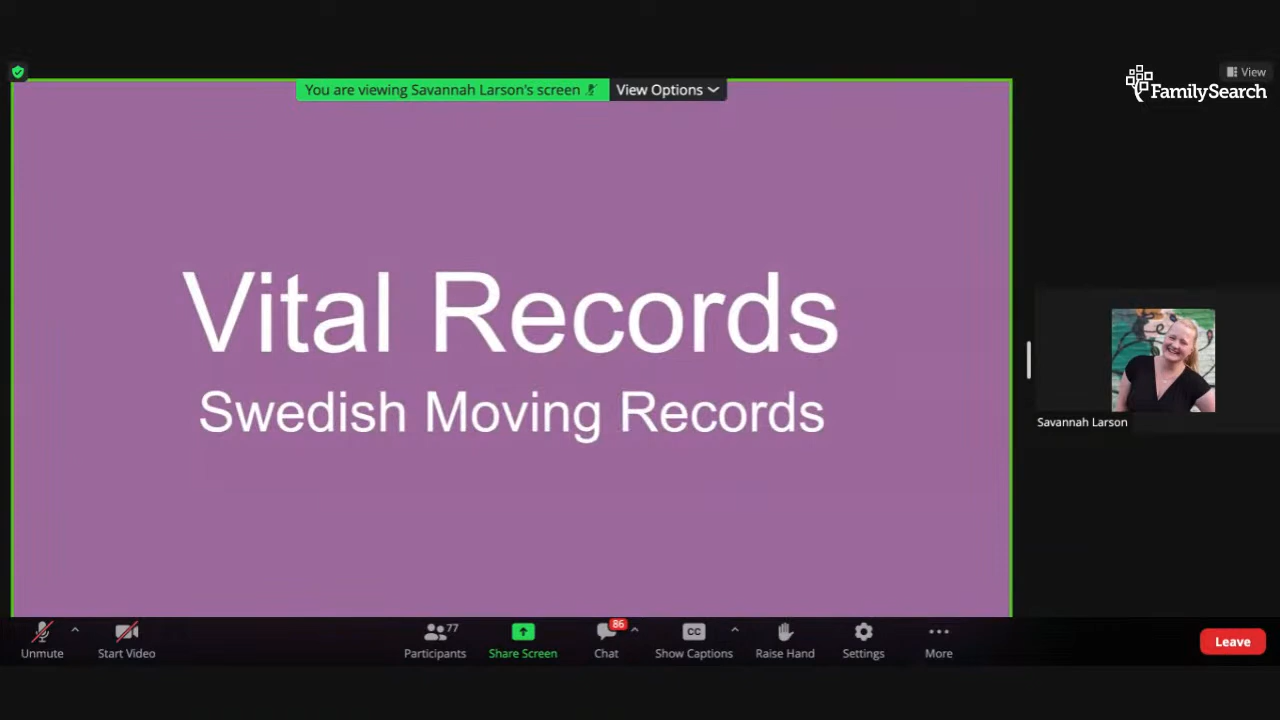 You are viewing Savannah Larson's screen
View Options
View
FamilySearch
Vital Records
Swedish Moving Records
Savannah Larson
Unmute
Start Video
77
Participants
Share Screen
86
Chat
CC
Show Captions
Raise Hand
Settings
More
Leave